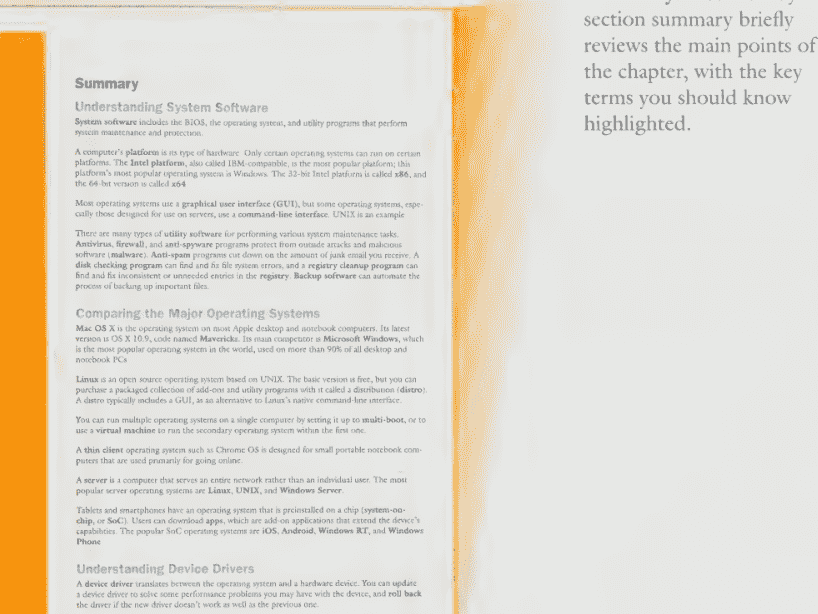 Summary
Understanding System Software
System software includes the BIOS, the operating system, and utility programs that perform
system maintenance and protection.
A computer's platform is its type of hardware. Only certain operating systems can run on certain
platforms. The Intel platform, also called IBM-compatible, is the most popular platform; this
platform's most popular operating system is Windows. The 32-bit Intel platform is called x86, and
the 64-bit version is called x64
Most operating systems use a graphical user interface (GUI), but some operating systems, espe-
cially those designed for use on servers, use a command-line interface. UNIX is an example
There are many types of utility software for performing various system maintenance tasks.
Antivirus, firewall, and anti-spyware programs protect from outside attacks and malicious
software (malware). Anti-spam programs cut down on the amount of junk email you receive. A
disk checking program can find and fix file system errors, and a registry cleanup program can
find and fix inconsistent or unneeded entries in the registry. Backup software can automate the
process of backing up important files.
Comparing the Major Operating Systems
Mac OS X is the operating system on most Apple desktop and notebook computers. Its latest
version is OS X 10.9, code named Mavericks. Its main competitor is Microsoft Windows, which
is the most popular operating system in the world, used on more than 90% of all desktop and
notebook PCs
Linux is an open source operating system based on UNIX. The basic version is free, but you can
purchase a packaged collection of add-ons and utility programs with it called a distribution (distro).
A distro typically includes a GUI, as an alternative to Linux's native command-line interface.
You can run multiple operating systems on a single computer by setting it up to multi-boot, or to
use a virtual machine to run the secondary operating system within the first one.
A thin client operating system such as Chrome OS is designed for small portable notebook com-
puters that are used primarily for going online.
A server is a computer that serves an entire network rather than an individual user. The most
popular server operating systems are Linux, UNIX, and Windows Server.
Tablets and smartphones have an operating system that is preinstalled on a chip (system-on-
chip, or SoC). Users can download apps, which are add-on applications that extend the device's
capabilities. The popular SoC operating systems are iOS, Android, Windows RT, and Windows
Phone
Understanding Device Drivers
A device driver translates between the operating system and a hardware device. You can update
a device driver to solve some performance problems you may have with the device, and roll back
the driver if the new driver doesn't work as well as the previous one.
section summary briefly
reviews the main points of
the chapter, with the key
terms you should know
highlighted.